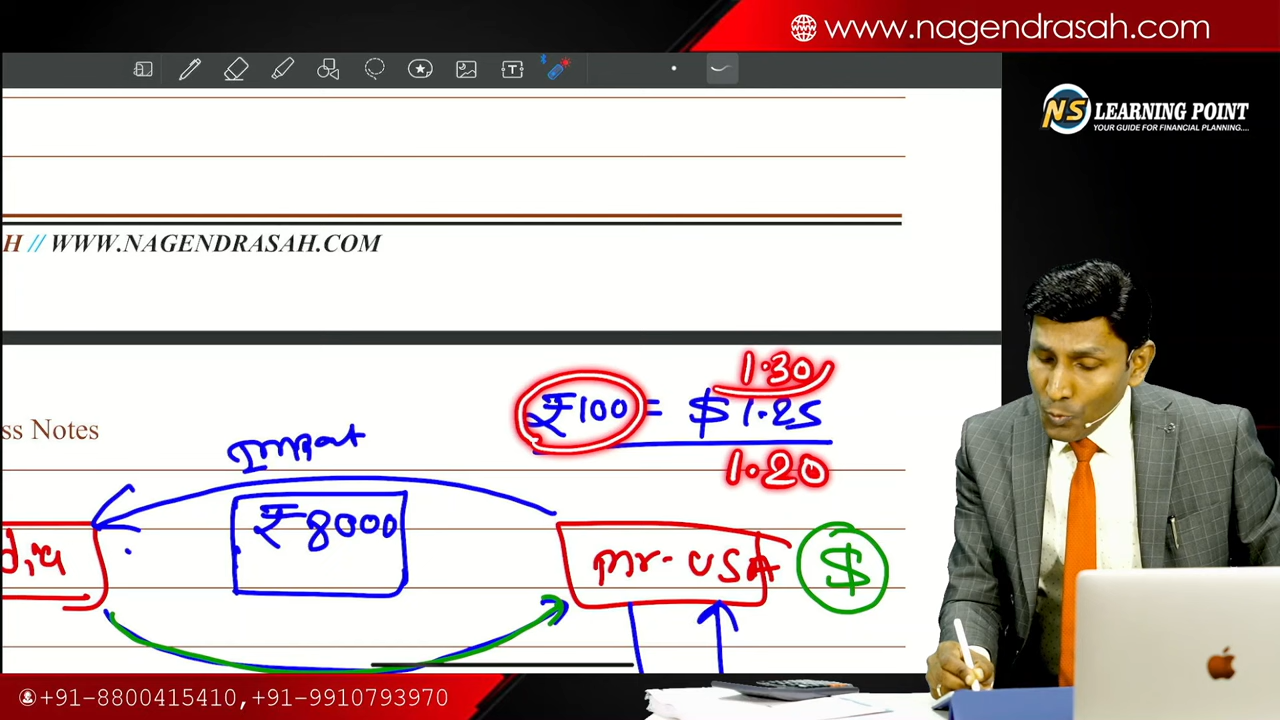 www.nagendrasah.com
NS LEARNING POINT
YOUR GUIDE FOR FINANCIAL PLANNING....
H // WWW.NAGENDRASAH.COM
1.30
₹100 = $1.25
1.20
ss Notes
Import
₹8000
dia
Mr. USA
$
+91-8800415410,+91-9910793970